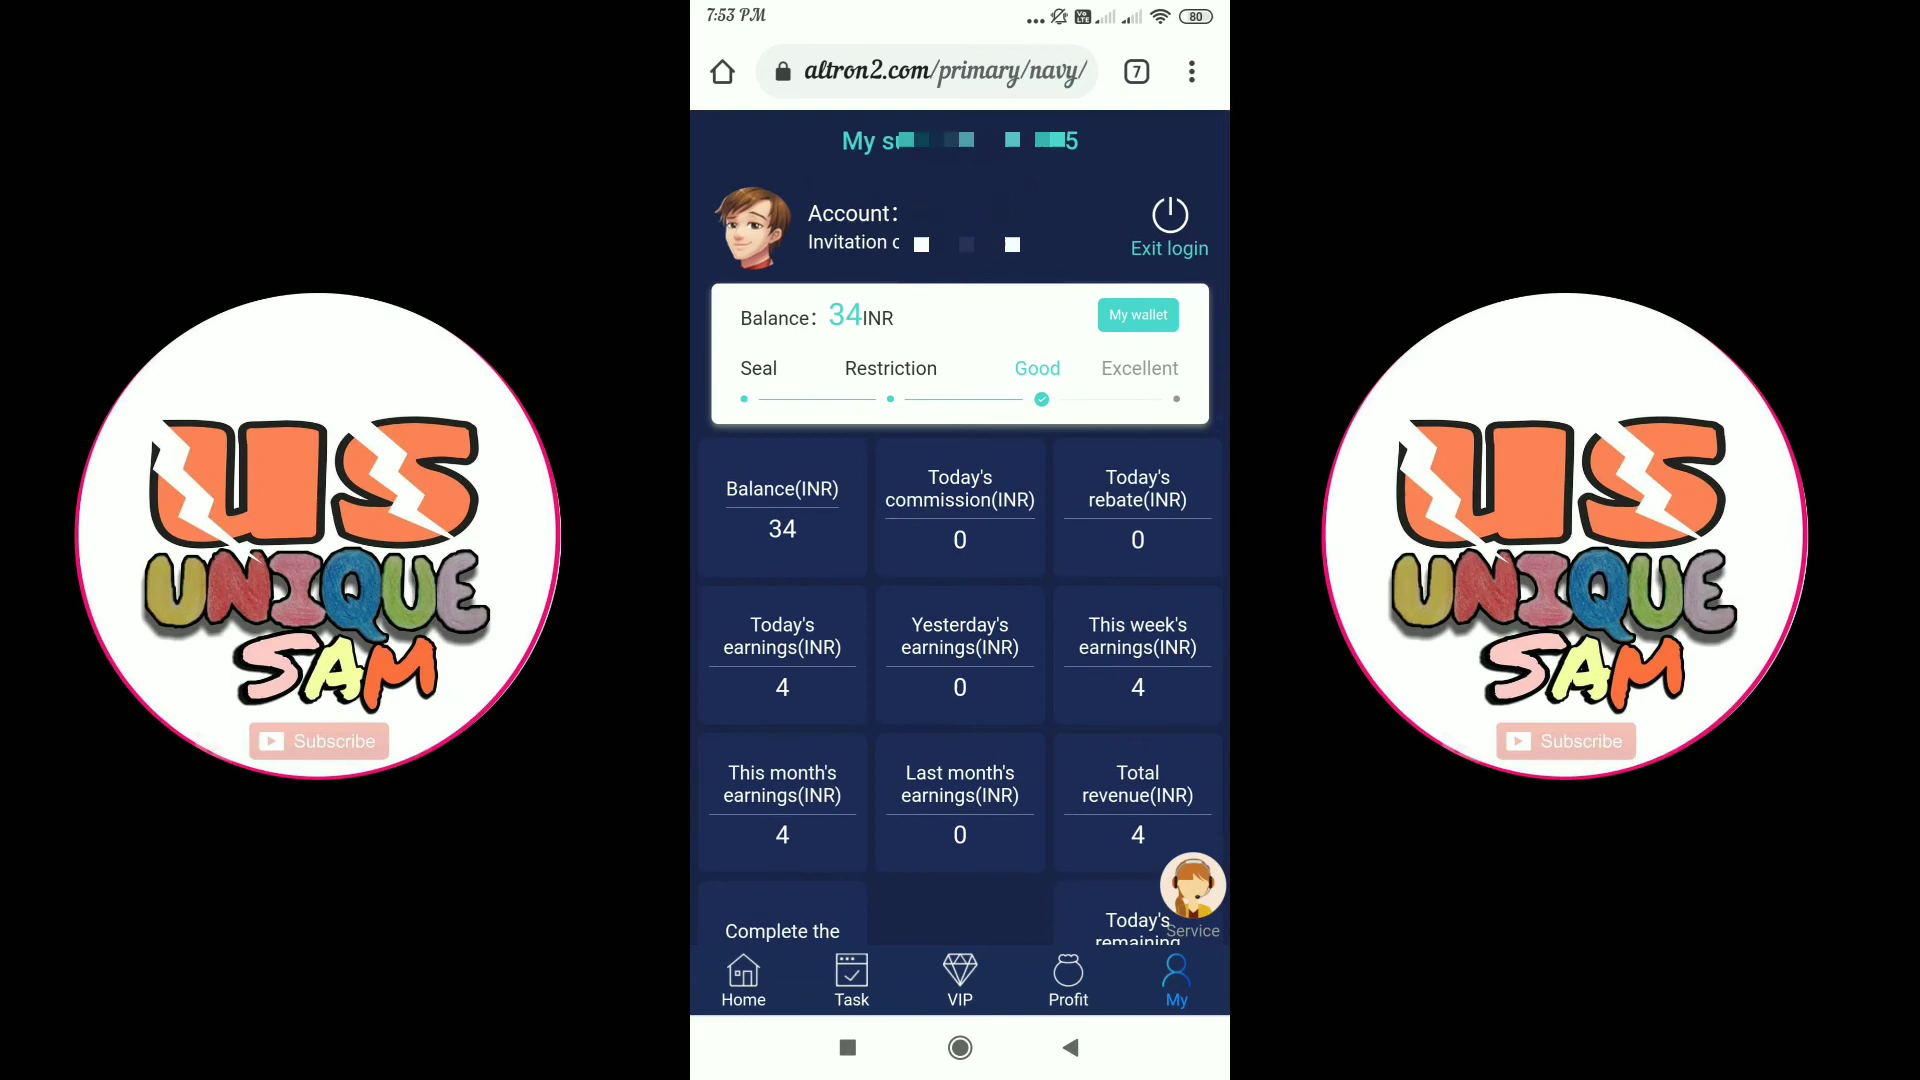 7:53 PM
Vo LTE
80
altron2.com/primary/navy/
7
My
5
Account:
Invitation
Exit login
Balance: 34INR
My wallet
Seal Restriction Good Excellent
Balance(INR)
34
Today's
commission(INR)
0
Today's
rebate(INR)
0
Today's
earnings(INR)
4
Yesterday's
earnings(INR)
0
This week's
earnings(INR)
4
This month's
earnings(INR)
4
Last month's
earnings(INR)
0
Total
revenue(INR)
4
Complete the
Today's
remaining
Service
Home Task VIP Profit My
US
UNIQUE
SAM
Subscribe
US
UNIQUE
SAM
Subscribe